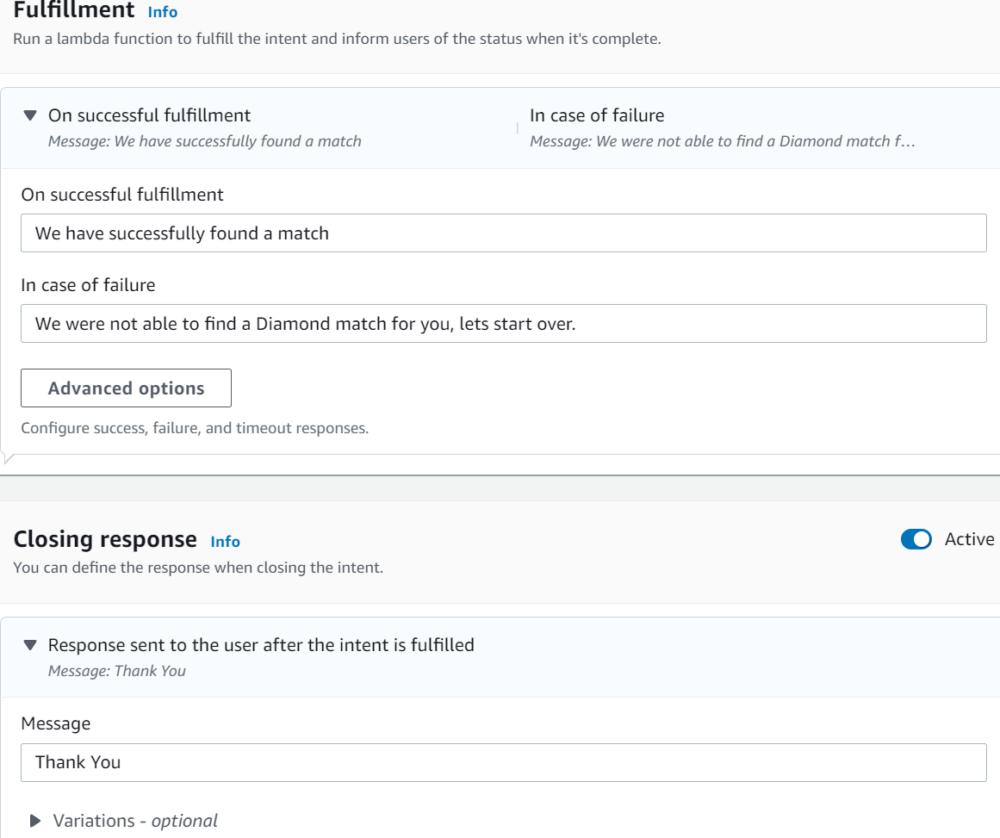 Fulfillment Info
Run a lambda function to fulfill the intent and inform users of the status when it's complete.
On successful fulfillment
Message: We have successfully found a match
In case of failure
Message: We were not able to find a Diamond match f…
On successful fulfillment
We have successfully found a match
In case of failure
We were not able to find a Diamond match for you, lets start over.
Advanced options
Configure success, failure, and timeout responses.
Closing response Info
Active
You can define the response when closing the intent.
Response sent to the user after the intent is fulfilled
Message: Thank You
Message
Thank You
Variations - optional